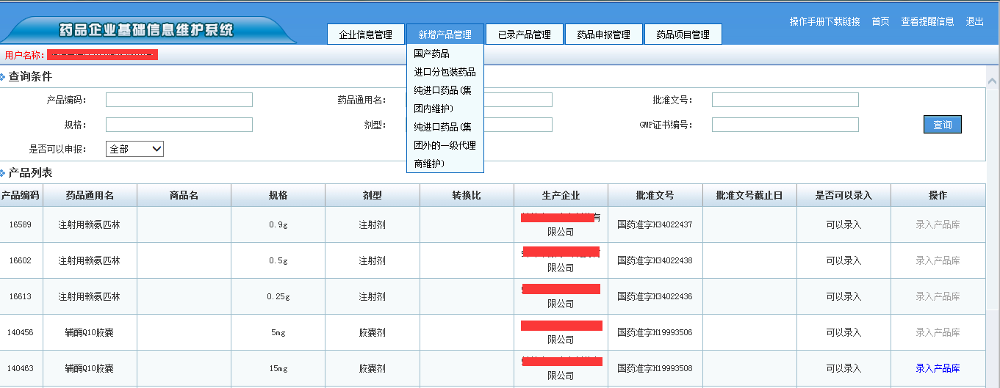 操作手册下载链接 首页 查看提醒信息 退出
药品企业基础信息维护系统
企业信息管理 新增产品管理 已录产品管理 药品申报管理 药品项目管理
国产药品
进口分包装药品
纯进口药品(集
团内维护)
纯进口药品(集
团外的一级代理
商维护)
用户名称:
查询条件
产品编码: 药品通用名: 批准文号:
规格: 剂型: GMP证书编号: 查询
是否可以申报: 全部
产品列表
产品编码 药品通用名 商品名 规格 剂型 转换比 生产企业 批准文号 批准文号截止日 是否可以录入 操作
16589 注射用赖氨匹林 0.9g 注射剂 有限公司 国药准字H34022437 可以录入 录入产品库
16602 注射用赖氨匹林 0.5g 注射剂 限公司 国药准字H34022438 可以录入 录入产品库
16613 注射用赖氨匹林 0.25g 注射剂 限公司 国药准字H34022436 可以录入 录入产品库
140456 辅酶Q10胶囊 5mg 胶囊剂 限公司 国药准字H19993506 可以录入 录入产品库
140463 辅酶Q10胶囊 15mg 胶囊剂 限公司 国药准字H19993508 可以录入 录入产品库